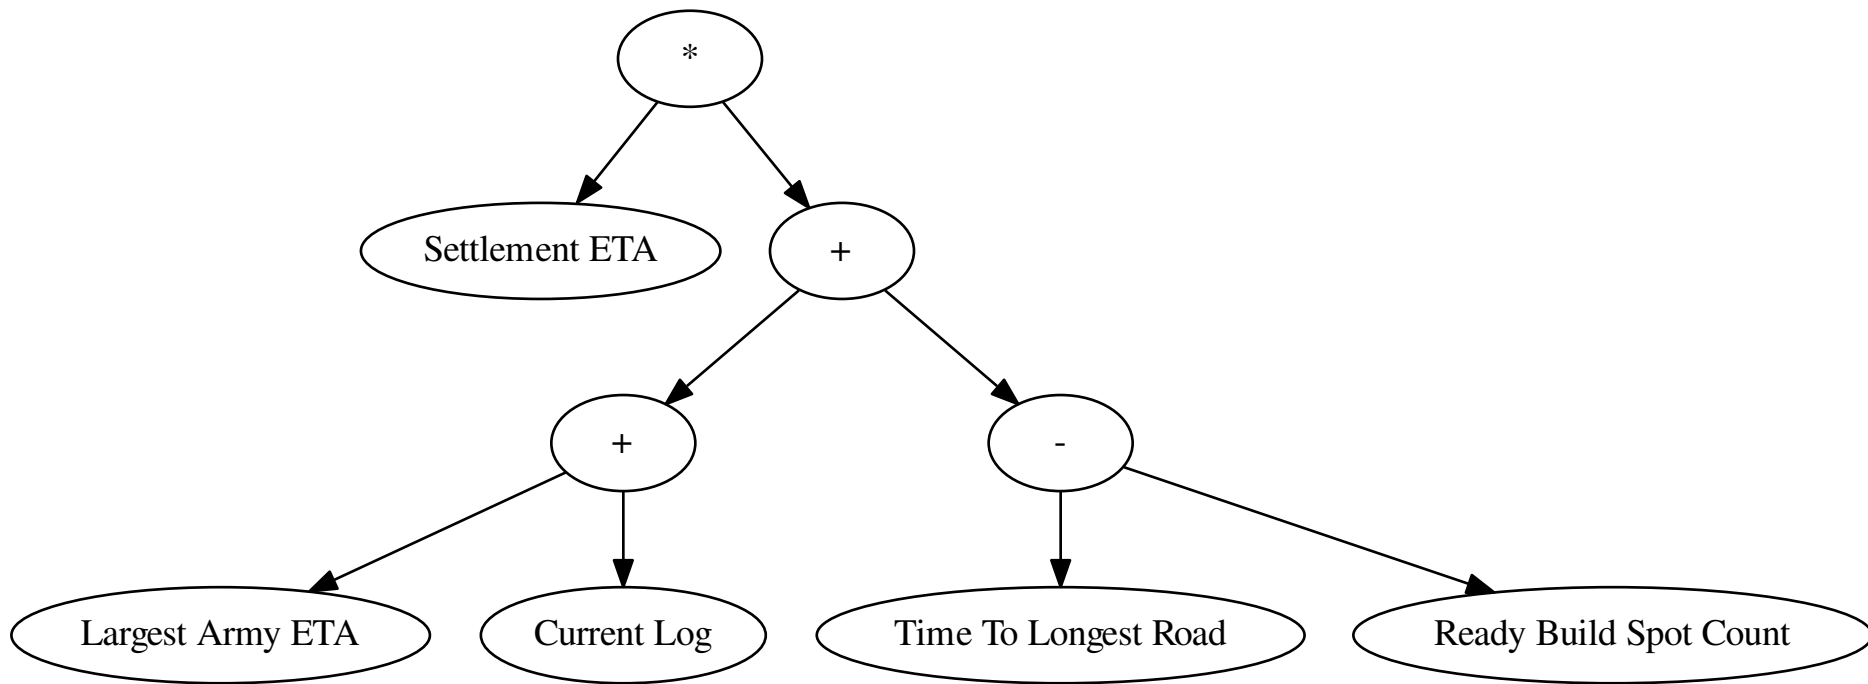 *
Settlement ETA
+
+
-
Largest Army ETA
Current Log
Time To Longest Road
Ready Build Spot Count